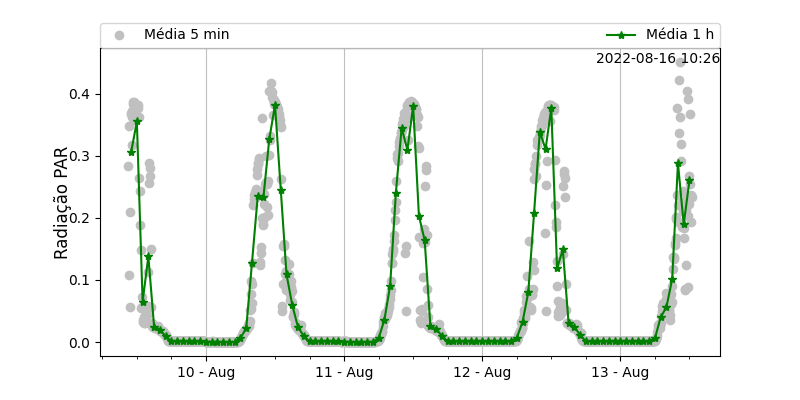 Média 5 min
Média 1 h
2022-08-16 10:26
Radiação PAR
0.4
0.3
0.2
0.1
0.0
10 - Aug
11 - Aug
12 - Aug
13 - Aug